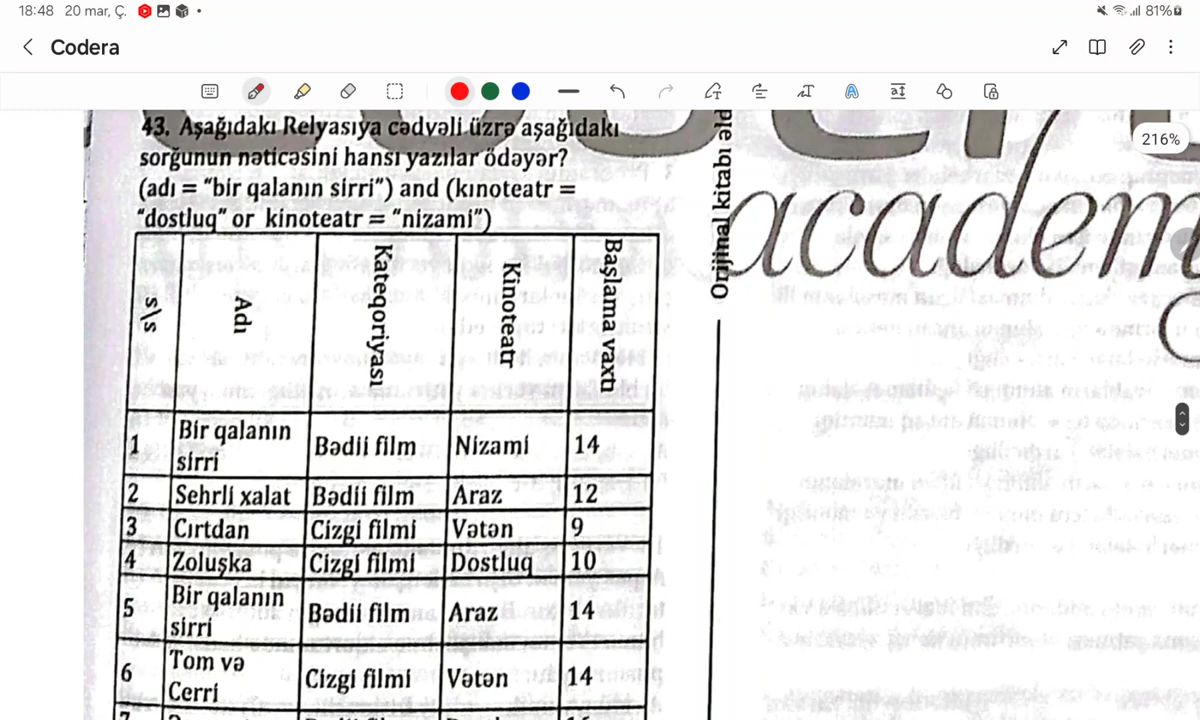 18:48 20 mar, Ç. 81%
Codera
216%
43. Aşağıdakı Relyasiya cədvəli üzrə aşağıdakı
sorğunun nəticəsini hansı yazılar ödəyər?
(adı = "bir qalanın sirri") and (kınoteatr =
"dostluq" or kinoteatr = "nizami")
s\s Adı Kaeqoriyası Kinoteatr Başlama vaxtı
1 Bir qalanın sirri Bədii film Nizami 14
2 Sehrli xalat Bədii film Araz 12
3 Cırtdan Cizgi filmi Vətən 9
4 Zoluşka Cizgi filmi Dostluq 10
5 Bir qalanın sirri Bədii film Araz 14
6 Tom və Cerri Cizgi filmi Vətən 14
Orijinal kitabı əld